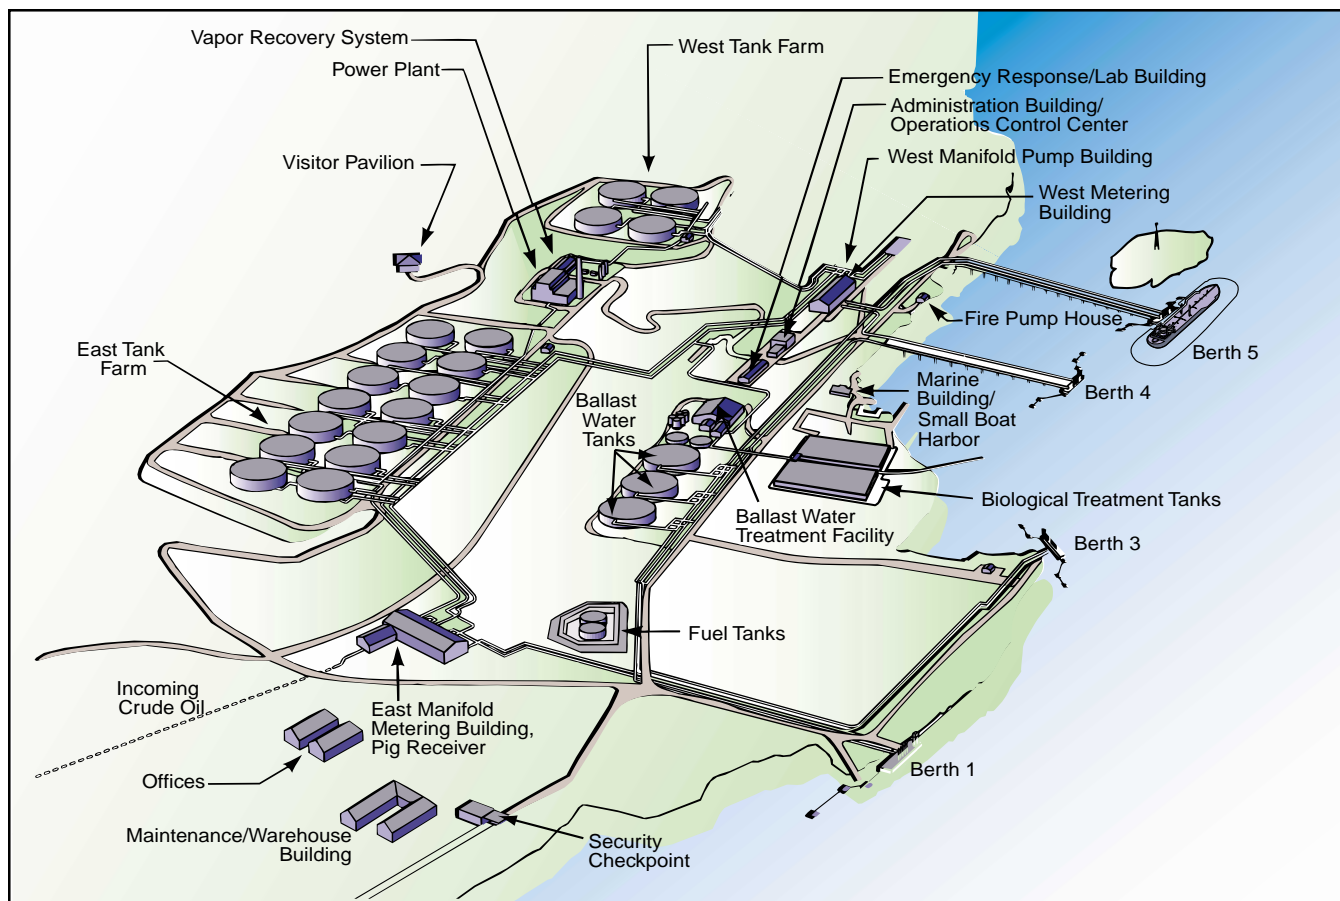 Vapor Recovery System
West Tank Farm
Power Plant
Emergency Response/Lab Building
Administration Building/
Operations Control Center
Visitor Pavilion
West Manifold Pump Building
West Metering
Building
Fire Pump House
Berth 5
East Tank
Farm
Ballast
Water
Tanks
Marine
Building/
Small Boat
Harbor
Berth 4
Biological Treatment Tanks
Ballast Water
Treatment Facility
Berth 3
Fuel Tanks
Incoming
Crude Oil
East Manifold
Metering Building,
Pig Receiver
Berth 1
Offices
Maintenance/Warehouse
Building
Security
Checkpoint